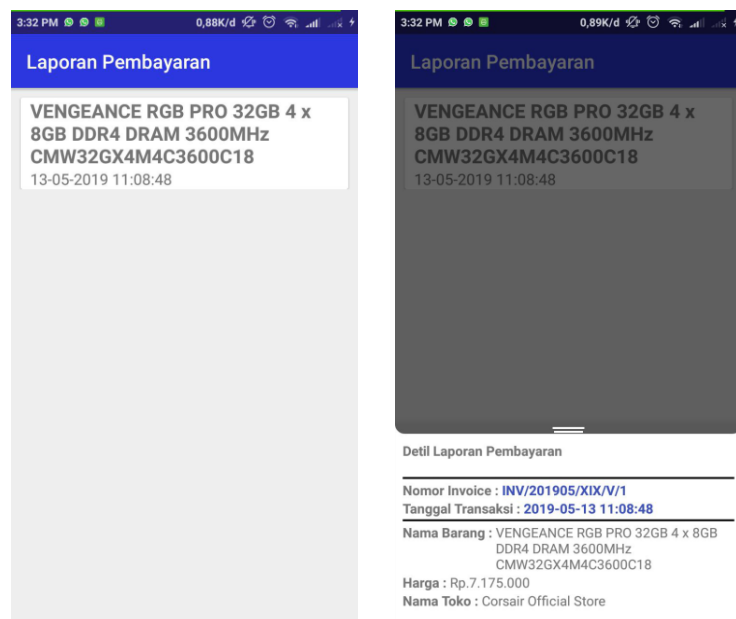 3:32 PM 0,88K/d
Laporan Pembayaran
VENGEANCE RGB PRO 32GB 4 x
8GB DDR4 DRAM 3600MHz
CMW32GX4M4C3600C18
13-05-2019 11:08:48
3:32 PM 0,89K/d
Laporan Pembayaran
VENGEANCE RGB PRO 32GB 4 x
8GB DDR4 DRAM 3600MHz
CMW32GX4M4C3600C18
13-05-2019 11:08:48
Detil Laporan Pembayaran
Nomor Invoice : INV/201905/XIX/V/1
Tanggal Transaksi : 2019-05-13 11:08:48
Nama Barang : VENGEANCE RGB PRO 32GB 4 x 8GB
DDR4 DRAM 3600MHz
CMW32GX4M4C3600C18
Harga : Rp.7.175.000
Nama Toko : Corsair Official Store